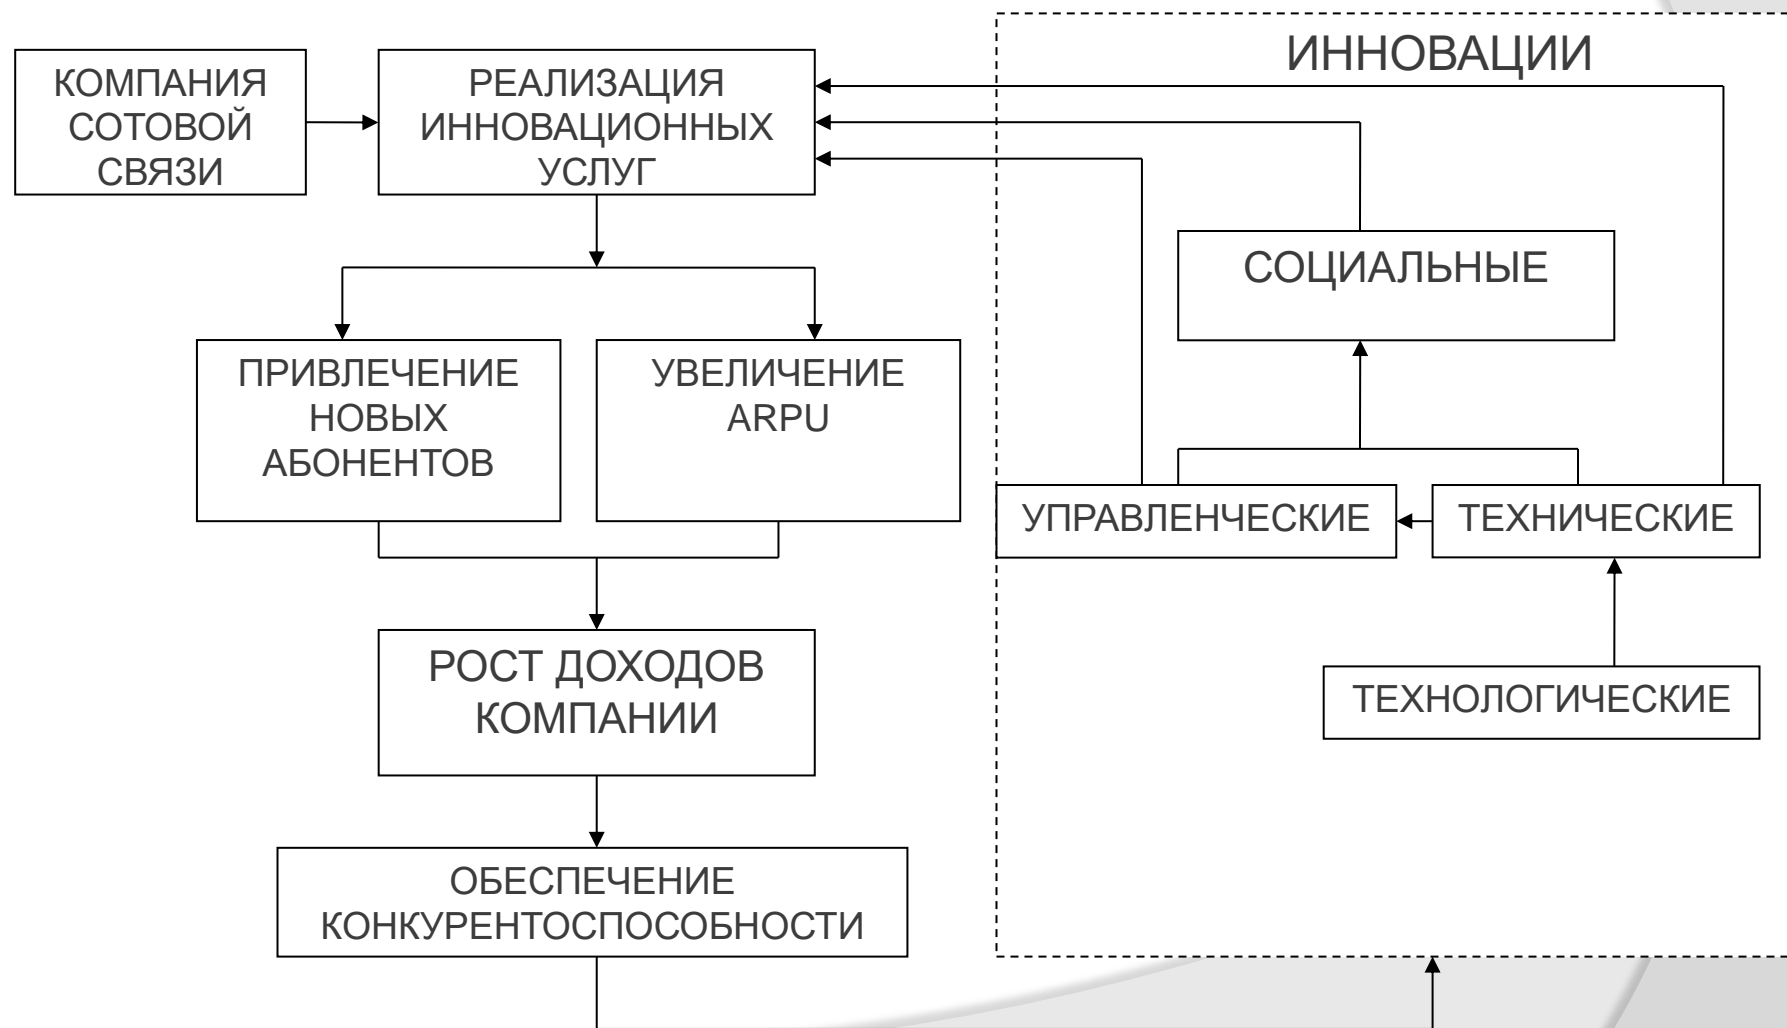 ИННОВАЦИИ
КОМПАНИЯ
СОТОВОЙ
СВЯЗИ
РЕАЛИЗАЦИЯ
ИННОВАЦИОННЫХ
УСЛУГ
СОЦИАЛЬНЫЕ
ПРИВЛЕЧЕНИЕ
НОВЫХ
АБОНЕНТОВ
УВЕЛИЧЕНИЕ
ARPU
УПРАВЛЕНЧЕСКИЕ
ТЕХНИЧЕСКИЕ
РОСТ ДОХОДОВ
КОМПАНИИ
ТЕХНОЛОГИЧЕСКИЕ
ОБЕСПЕЧЕНИЕ
КОНКУРЕНТОСПОСОБНОСТИ